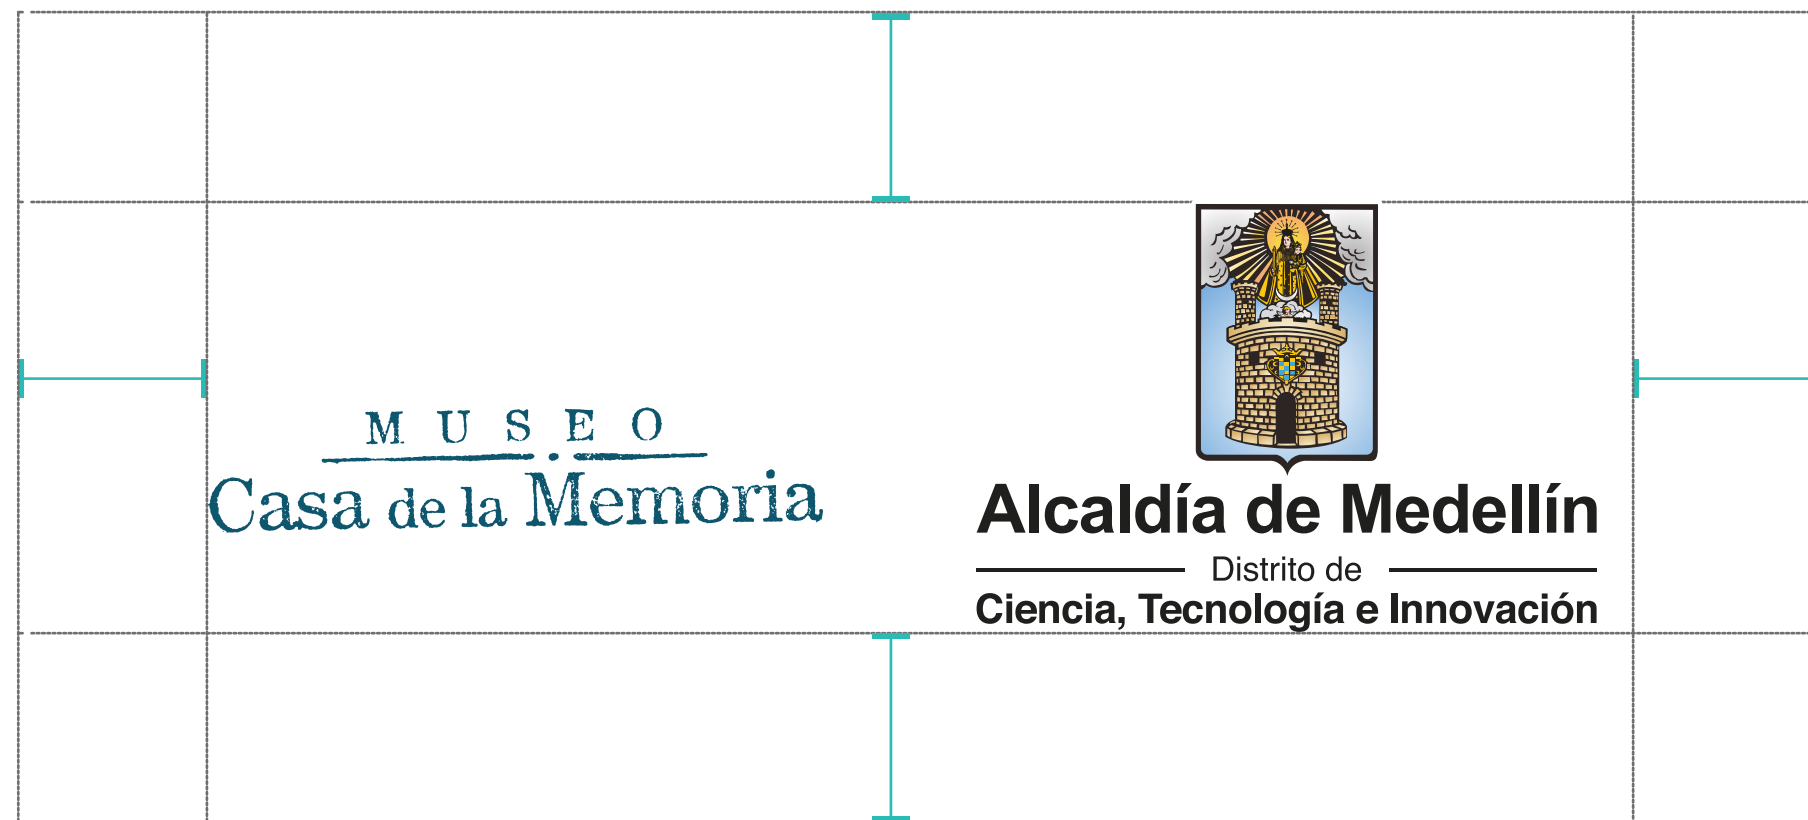 MUSEO
Casa de la Memoria
Alcaldía de Medellín
Distrito de
Ciencia, Tecnología e Innovación